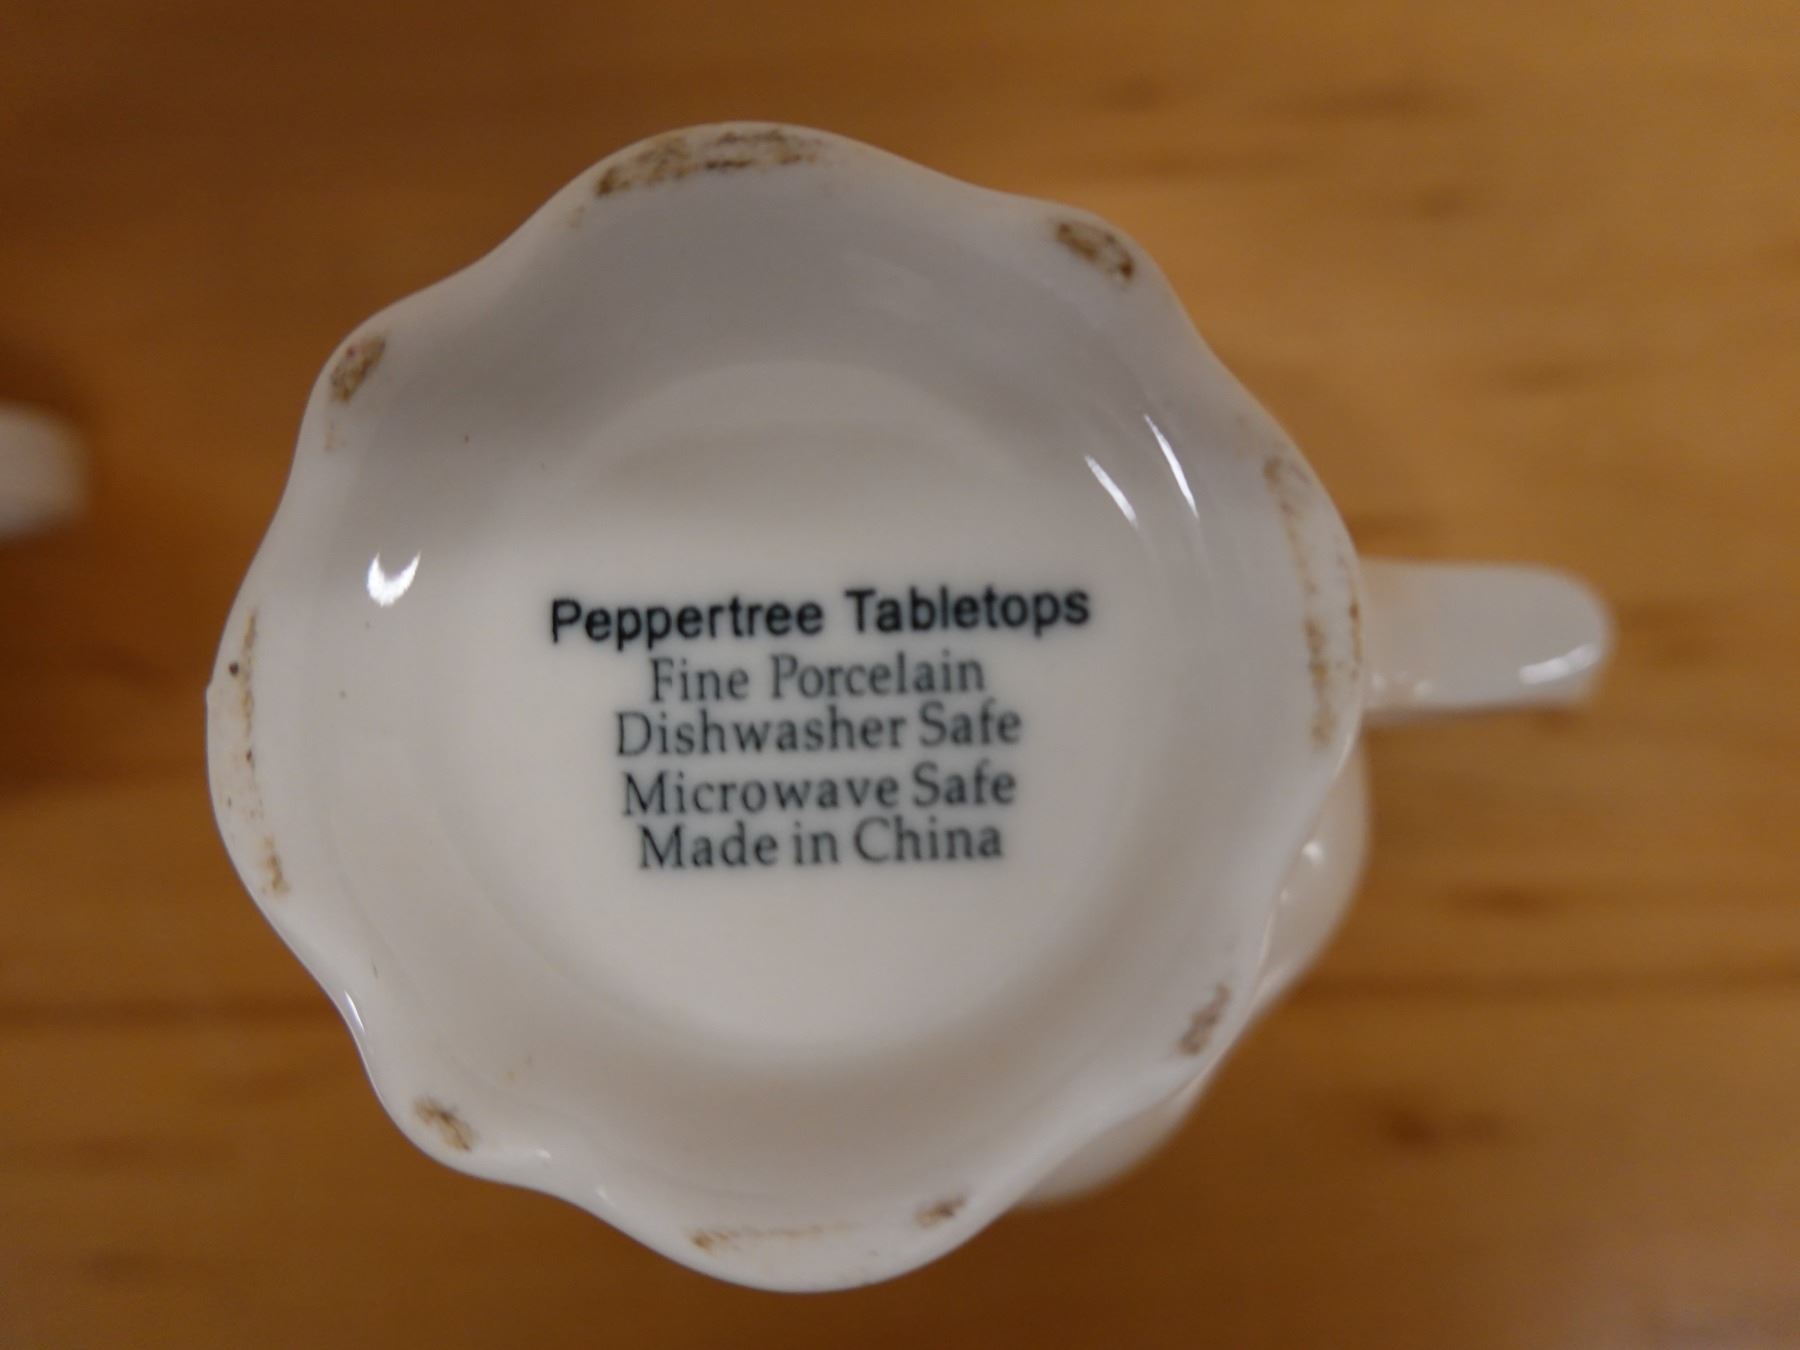 Peppertree Tabletops
Fine Porcelain
Dishwasher Safe
Microwave Safe
Made in China